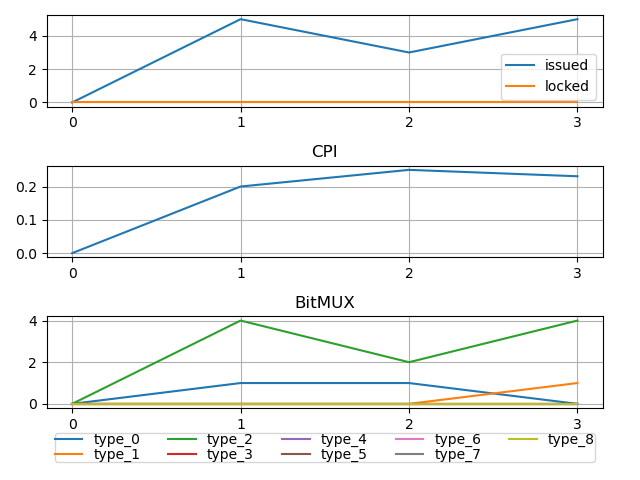 4
2
0
issued
locked
0 1 2 3
CPI
0.2
0.1
0.0
0 1 2 3
BitMUX
4
2
0
0 1 2 3
type_0 type_2 type_4 type_6 type_8
type_1 type_3 type_5 type_7